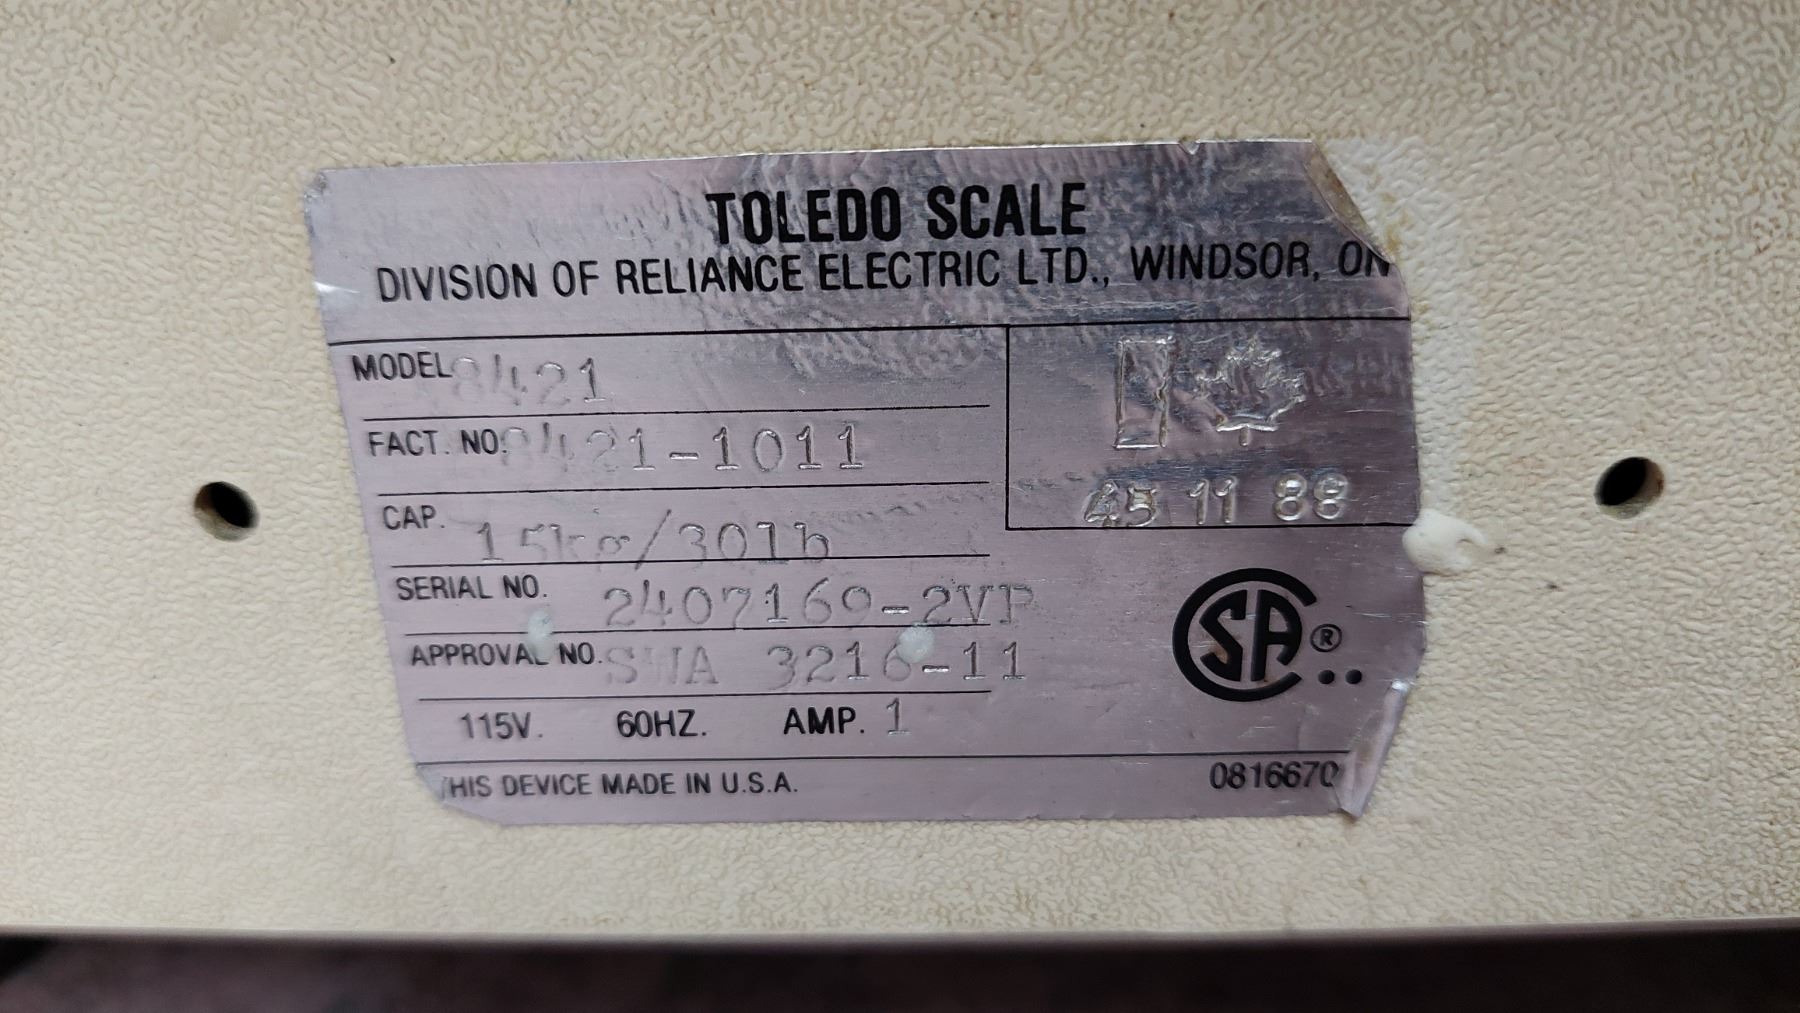 TOLEDO SCALE
DIVISION OF RELIANCE ELECTRIC LTD., WINDSOR, ON
MODEL 8421
FACT. NO. 8421-1011
45 11 88
CAP. 15kg/30lb
SERIAL NO. 2407169-2VP
APPROVAL NO. SWA 3216-11
SA ®
115V. 60HZ. AMP. 1
THIS DEVICE MADE IN U.S.A. 0816670